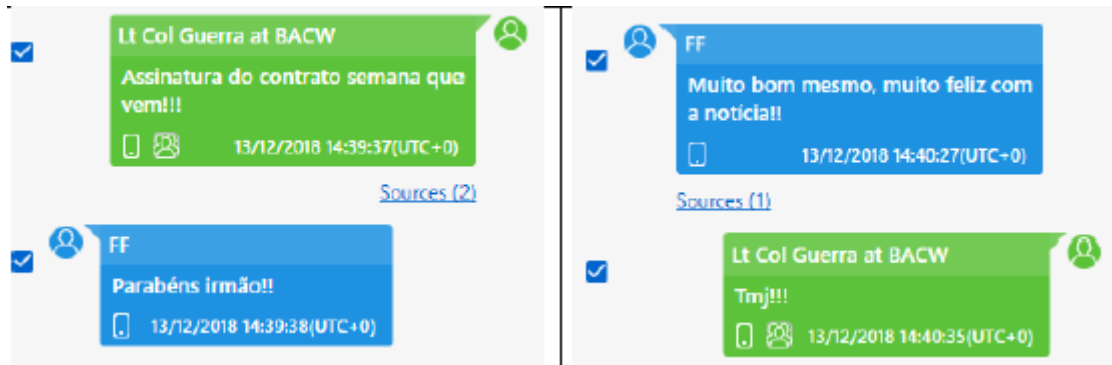 Lt Col Guerra at BACW
Assinatura do contrato semana que
vem!!!
13/12/2018 14:39:37(UTC+0)
Sources (2)
FF
Parabéns irmão!!
13/12/2018 14:39:38(UTC+0)
FF
Muito bom mesmo, muito feliz com
a notícia!!
13/12/2018 14:40:27(UTC+0)
Sources (1)
Lt Col Guerra at BACW
Tmj!!!
13/12/2018 14:40:35(UTC+0)